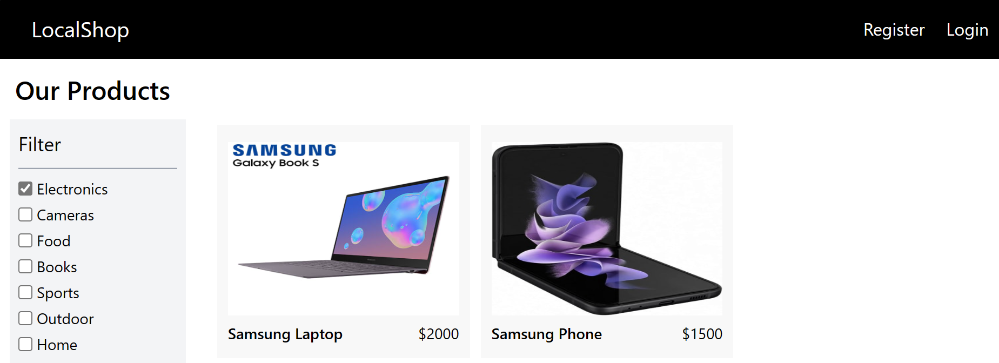 LocalShop
Register Login
Our Products
Filter
Electronics
Cameras
Food
Books
Sports
Outdoor
Home
SAMSUNG
Galaxy Book S
Samsung Laptop $2000
Samsung Phone $1500